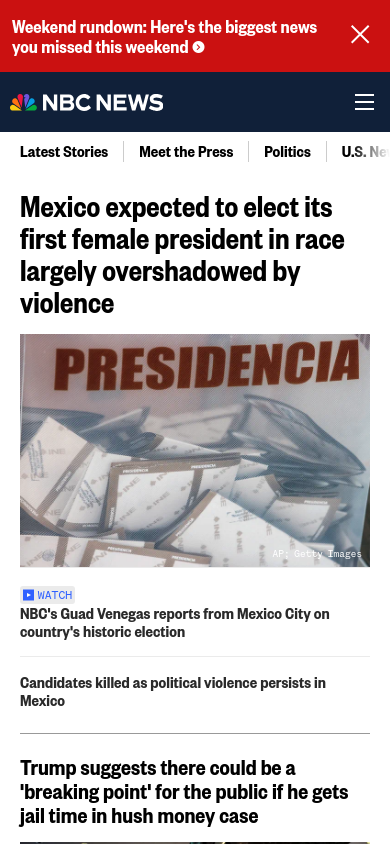 Weekend rundown: Here's the biggest news
you missed this weekend
NBC NEWS
Latest Stories
Meet the Press
Politics
U.S. Ne
Mexico expected to elect its
first female president in race
largely overshadowed by
violence
PRESIDENCIA
AP; Getty Images
WATCH
NBC's Guad Venegas reports from Mexico City on
country's historic election
Candidates killed as political violence persists in
Mexico
Trump suggests there could be a
'breaking point' for the public if he gets
jail time in hush money case